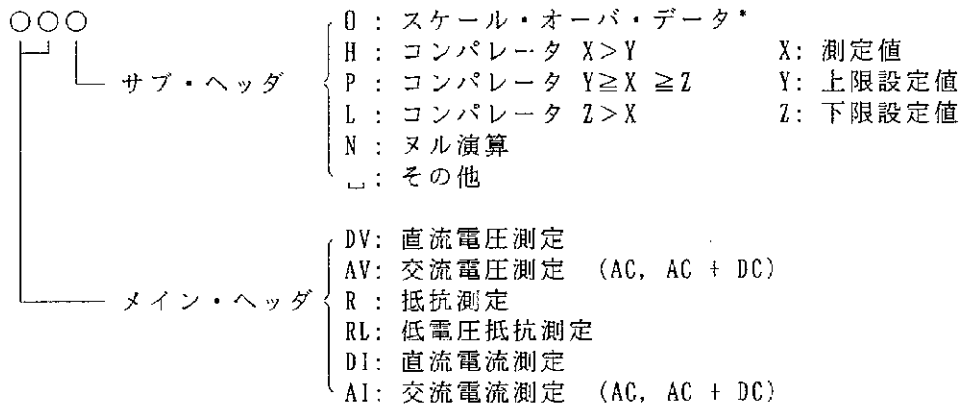 ○○○
O : スケール・オーバ・データ*
H : コンパレータ X＞Y X: 測定値
サブ・ヘッダ P : コンパレータ Y≧X ≧Z Y: 上限設定値
L : コンパレータ Z＞X Z: 下限設定値
N : ヌル演算
␣ : その他
DV: 直流電圧測定
AV: 交流電圧測定 (AC, AC + DC)
メイン・ヘッダ R : 抵抗測定
RL: 低電圧抵抗測定
DI: 直流電流測定
AI: 交流電流測定 (AC, AC + DC)